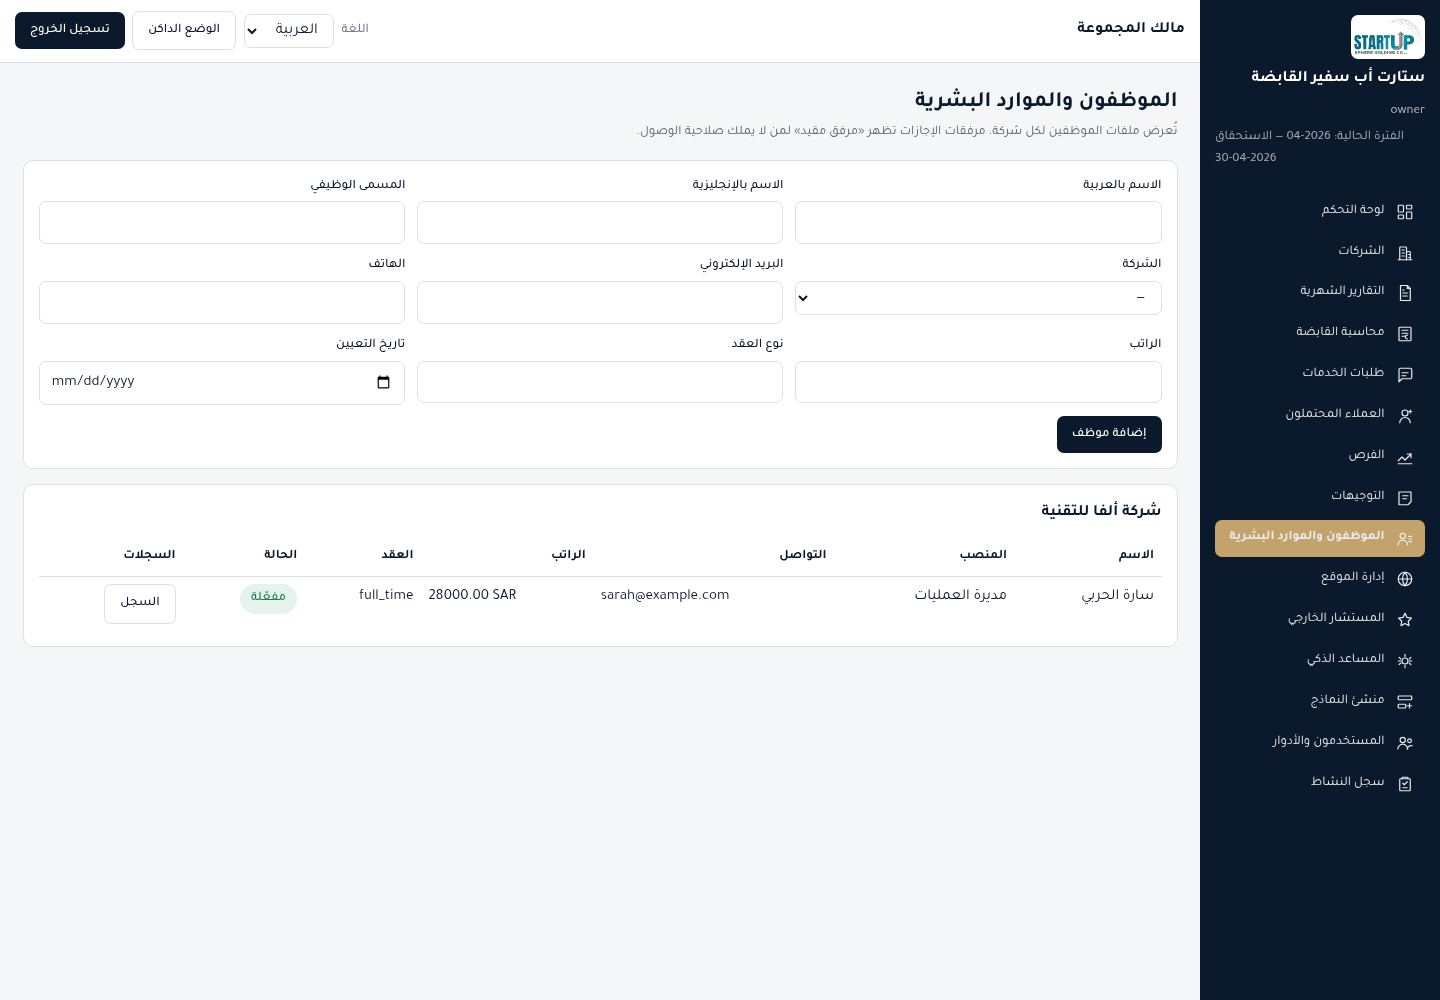 STARTUP
SPHERE HOLDING CO...
ستارت أب سفير القابضة
owner
الفترة الحالية: 2026-04 — الاستحقاق
2026-04-30
لوحة التحكم
الشركات
التقارير الشهرية
محاسبة القابضة
طلبات الخدمات
العملاء المحتملون
الفرص
التوجيهات
الموظفون والموارد البشرية
إدارة الموقع
المستشار الخارجي
المساعد الذكي
منشئ النماذج
المستخدمون والأدوار
سجل النشاط
مالك المجموعة
اللغة
العربية
الوضع الداكن
تسجيل الخروج
الموظفون والموارد البشرية
تُعرض ملفات الموظفين لكل شركة. مرفقات الإجازات تظهر «مرفق مقيد» لمن لا يملك صلاحية الوصول.
الاسم بالعربية
الاسم بالإنجليزية
المسمى الوظيفي
الشركة
البريد الإلكتروني
الهاتف
—
الراتب
نوع العقد
تاريخ التعيين
mm/dd/yyyy
إضافة موظف
شركة ألفا للتقنية
الاسم المنصب التواصل الراتب العقد الحالة السجلات
سارة الحربي مديرة العمليات sarah@example.com 28000.00 SAR full_time مفعّلة السجل